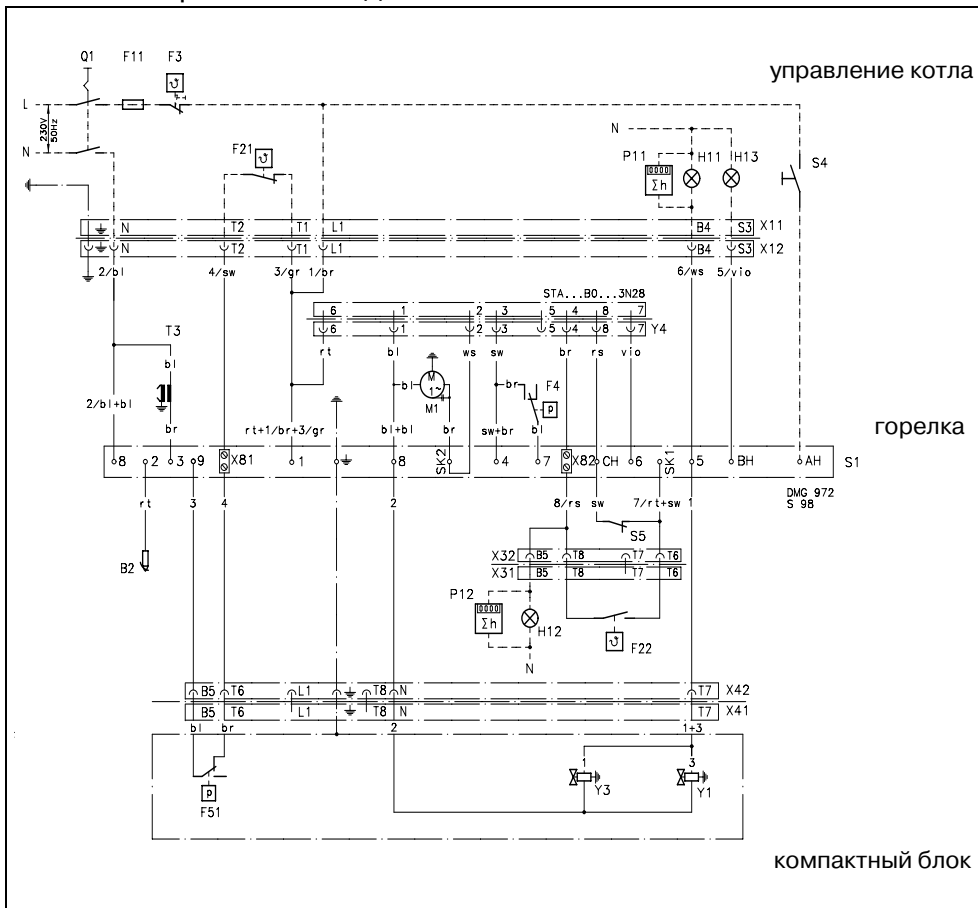 Q1 F11 F3
управление котла
L
230V
50Hz
N
F21
N
P11 H11 H13
S4
0000
Σh
N T2 T1 L1 B4 S3 X11
N T2 T1 L1 B4 S3 X12
2/bl 4/sw 3/gr 1/br 6/ws 5/vio
STA...B0...3N28
6 1 2 3 5 4 8 7
6 1 2 3 5 4 8 7 Y4
T3
rt bl ws sw br rs vio
bl
bl M 1~ M1
br F4
p
2/bl+bl
br
rt+1/br+3/gr
bl+bl br sw+br bl
горелка
8 2 3 9 X81 1 8 SK2 4 7 X82 CH 6 SK1 5 BH AH S1
DMG 972
S 98
rt 3 4 2 8/rs sw 7/rt+sw 1
S5
B2
X32 B5 T8 T7 T6
X31 B5 T8 T7 T6
P12
0000
Σh
H12
F22
N
B5 T6 L1 T8 N T7 X42
B5 T6 L1 T8 N T7 X41
bl br 2 1+3
1 3
p
F51
Y3 Y1
компактный блок